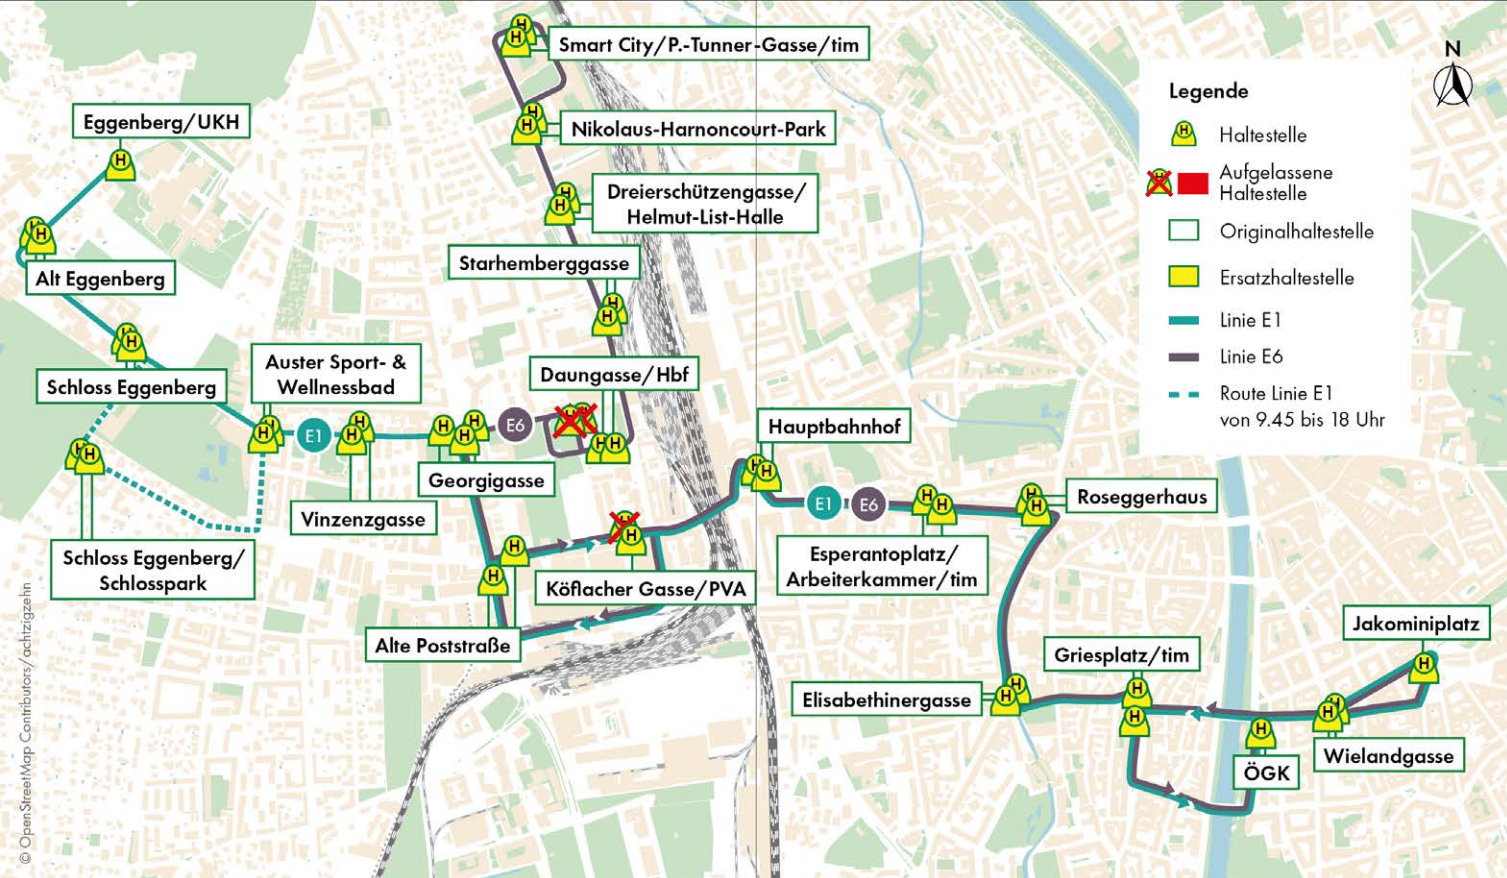 Smart City/P.-Tunner-Gasse/tim
N
Legende
H Haltestelle
H Aufgelassene
Haltestelle
Originalhaltestelle
Ersatzhaltestelle
Linie E1
Linie E6
Route Linie E1
von 9.45 bis 18 Uhr
Eggenberg/UKH
Nikolaus-Harnoncourt-Park
Dreierschützengasse/
Helmut-List-Halle
Alt Eggenberg
Starhemberggasse
Schloss Eggenberg
Auster Sport- &
Wellnessbad
Daungasse/Hbf
E1
E6
Hauptbahnhof
Georgigasse
Vinzenzgasse
E1
E6
Roseggerhaus
Schloss Eggenberg/
Schlosspark
Köflacher Gasse/PVA
Esperantoplatz/
Arbeiterkammer/tim
Alte Poststraße
Jakominiplatz
Griesplatz/tim
Elisabethinergasse
Wielandgasse
ÖGK
© OpenStreetMap Contributors/achtzigzehn